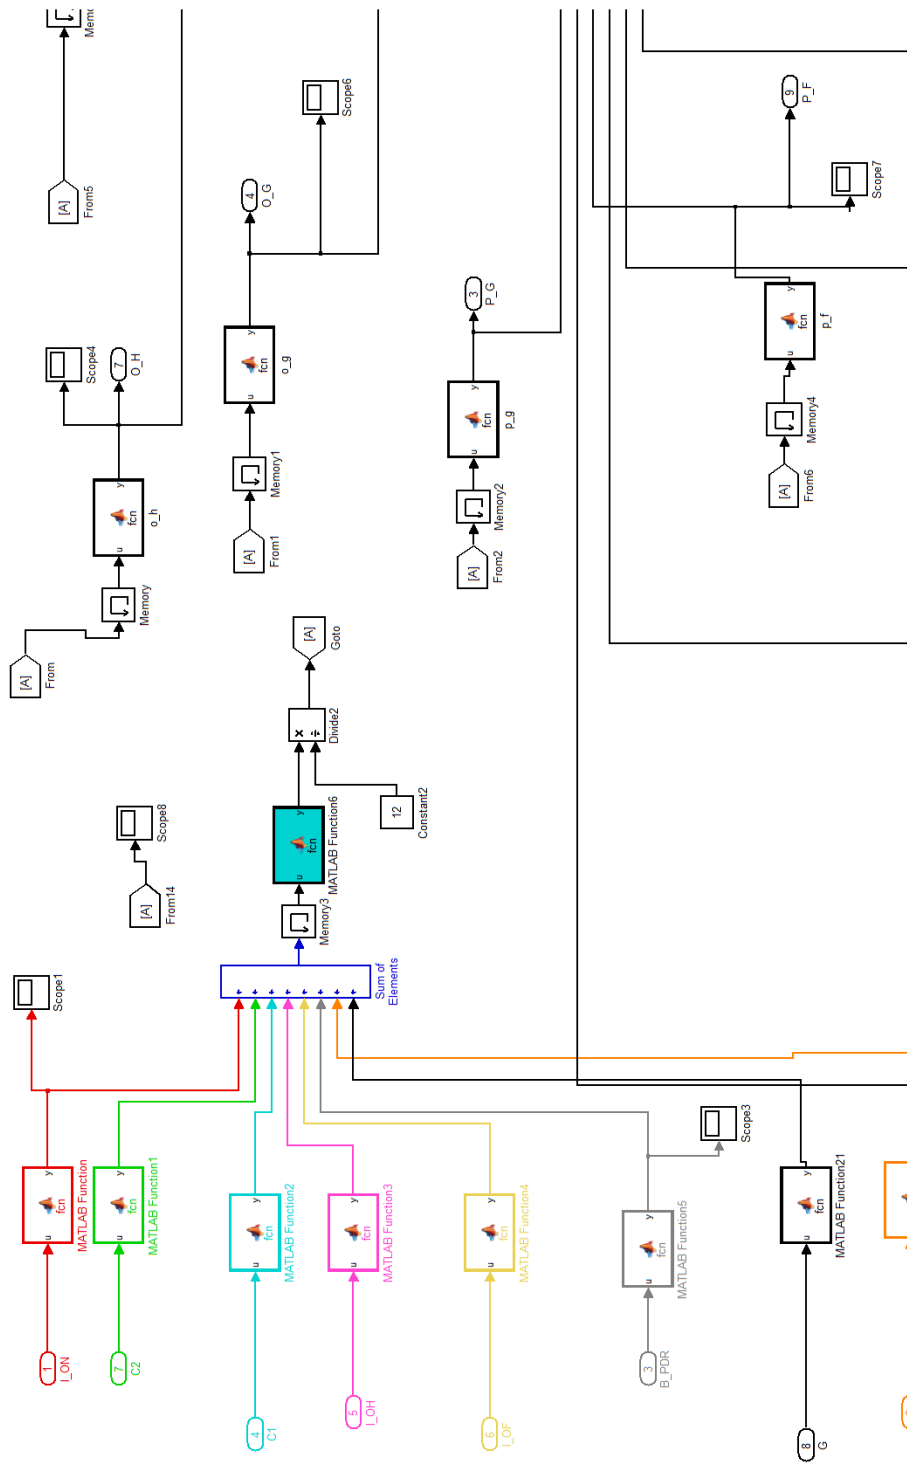 [A]
From
1
I_ON
u
fcn
y
MATLAB Function
Scope1
[A]
From5
Scope4
7
C2
u
fcn
y
MATLAB Function1
[A]
From14
Scope8
Memory
u
fcn
y
o_h
7
O_H
4
C1
u
fcn
y
MATLAB Function2
[A]
From1
Memory1
u
fcn
y
o_g
4
O_G
Scope6
+
+
+
+
+
+
+
+
Sum of
Elements
Memory3
u
fcn
y
MATLAB Function6
×
÷
Divide2
[A]
Goto
12
Constant2
5
I_OH
u
fcn
y
MATLAB Function3
6
I_OF
u
fcn
y
MATLAB Function4
[A]
From2
Memory2
u
fcn
y
p_g
3
P_G
3
B_PDR
u
fcn
y
MATLAB Function5
Scope3
8
G
u
fcn
y
MATLAB Function21
[A]
From6
Memory4
u
fcn
y
p_f
9
P_F
Scope7